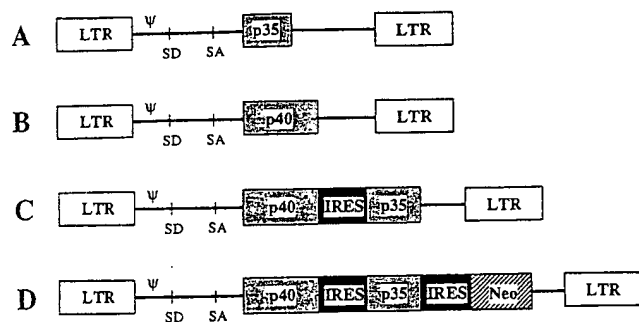 A LTR Ψ SD SA p35 LTR
B LTR Ψ SD SA p40 LTR
C LTR Ψ SD SA p40 IRES p35 LTR
D LTR Ψ SD SA p40 IRES p35 IRES Neo LTR